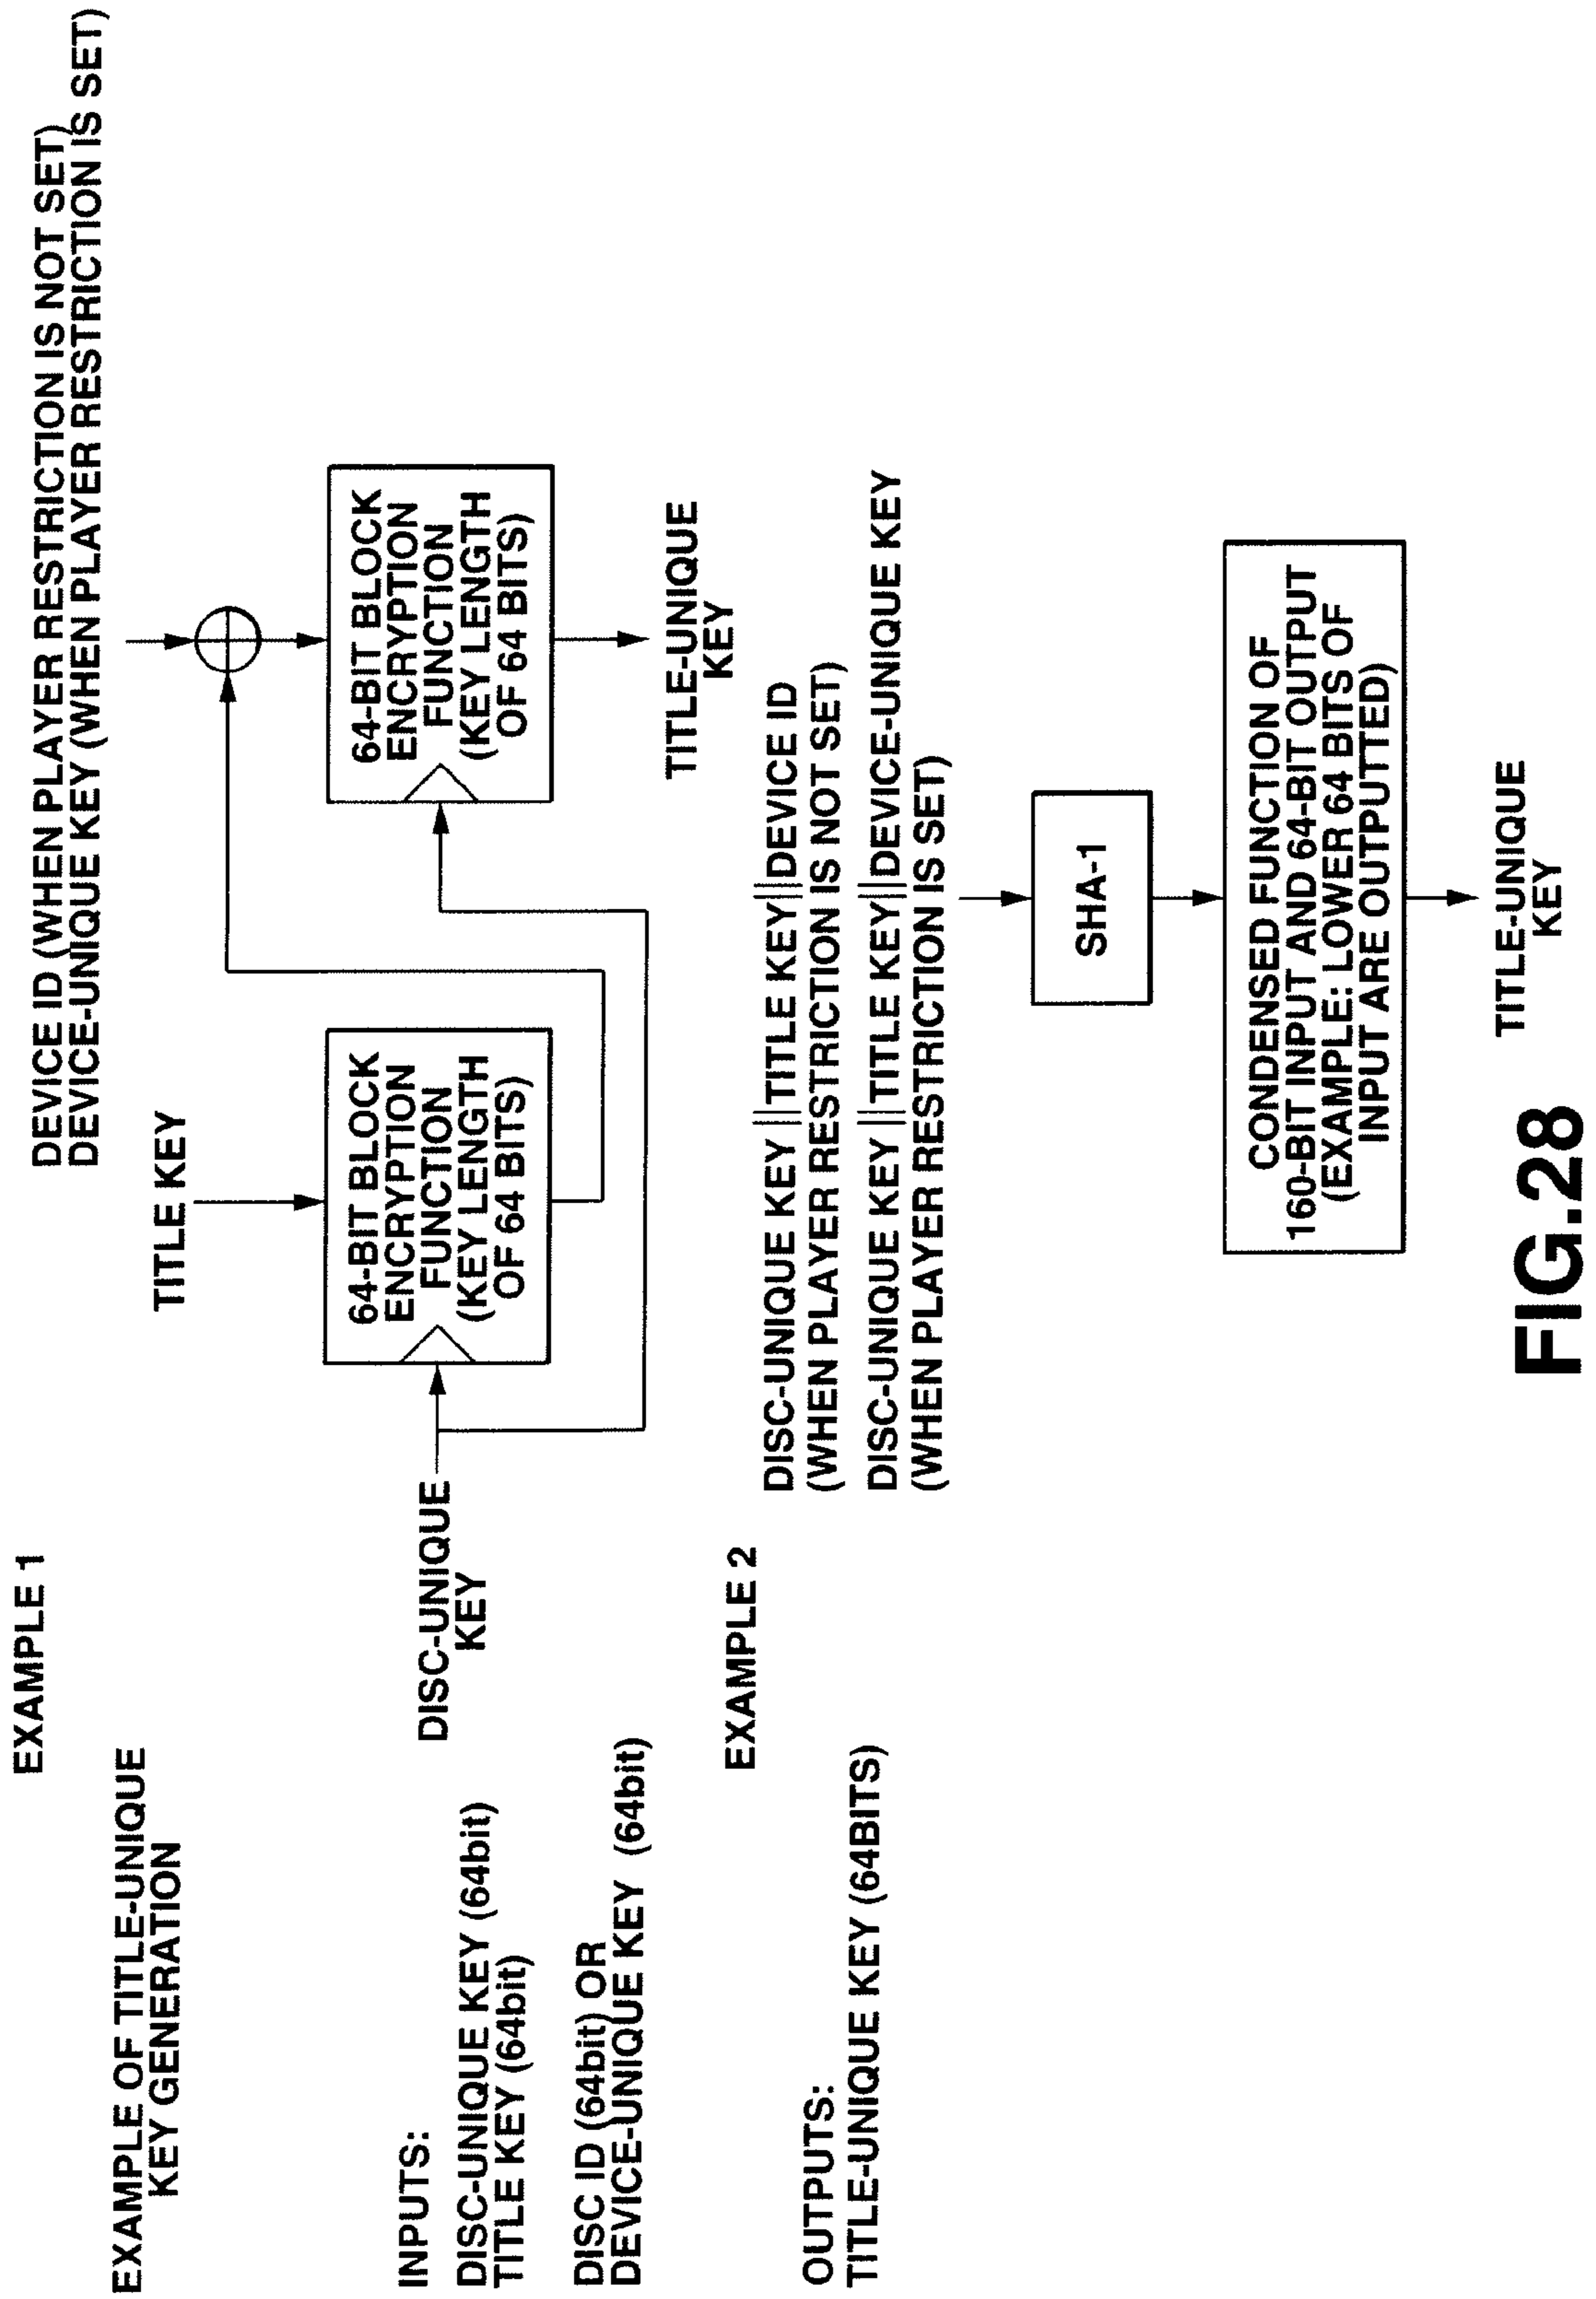 EXAMPLE OF TITLE-UNIQUE
KEY GENERATION
INPUTS:
DISC-UNIQUE KEY (64bit)
TITLE KEY (64bit)
DISC ID (64bit) OR
DEVICE-UNIQUE KEY (64bit)
OUTPUTS:
TITLE-UNIQUE KEY (64BITS)
EXAMPLE 1
DEVICE ID (WHEN PLAYER RESTRICTION IS NOT SET)
DEVICE-UNIQUE KEY (WHEN PLAYER RESTRICTION IS SET)
TITLE KEY
DISC-UNIQUE
KEY
64-BIT BLOCK
ENCRYPTION
FUNCTION
(KEY LENGTH
OF 64 BITS)
64-BIT BLOCK
ENCRYPTION
FUNCTION
(KEY LENGTH
OF 64 BITS)
TITLE-UNIQUE
KEY
EXAMPLE 2
DISC-UNIQUE KEY || TITLE KEY || DEVICE ID
(WHEN PLAYER RESTRICTION IS NOT SET)
DISC-UNIQUE KEY || TITLE KEY || DEVICE-UNIQUE KEY
(WHEN PLAYER RESTRICTION IS SET)
SHA-1
CONDENSED FUNCTION OF
160-BIT INPUT AND 64-BIT OUTPUT
(EXAMPLE: LOWER 64 BITS OF
INPUT ARE OUTPUTTED)
TITLE-UNIQUE
KEY
FIG.28